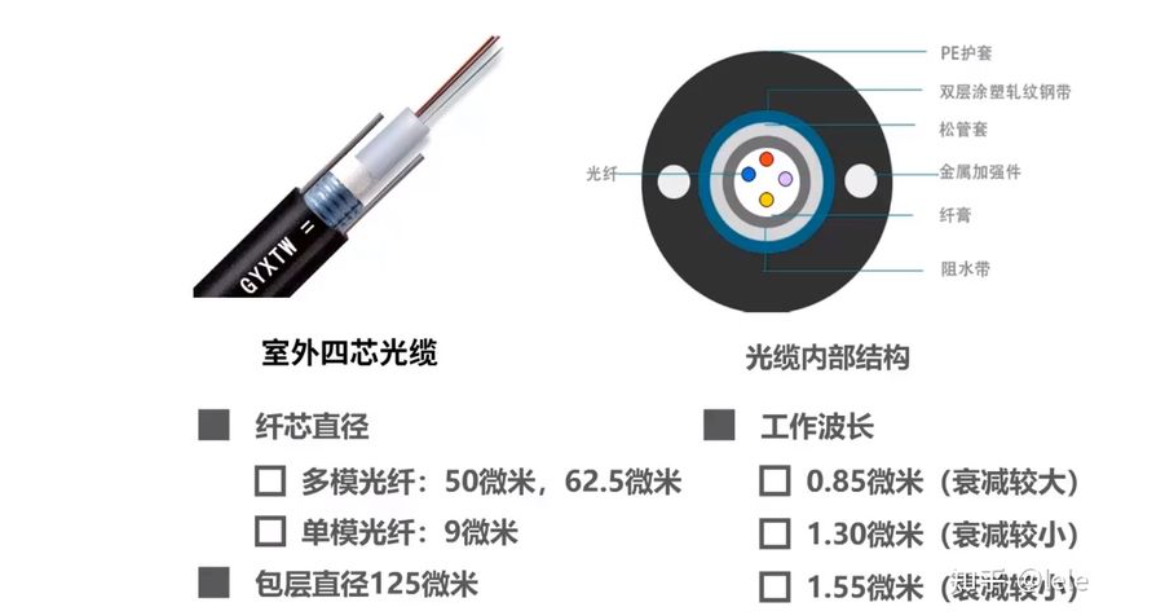 PE护套
双层涂塑轧纹钢带
松管套
光纤
金属加强件
纤膏
阻水带
GYXTW =
室外四芯光缆
光缆内部结构
纤芯直径
多模光纤：50微米，62.5微米
单模光纤：9微米
包层直径125微米
工作波长
0.85微米（衰减较大）
1.30微米（衰减较小）
1.55微米（衰减较小）
知乎 @lele